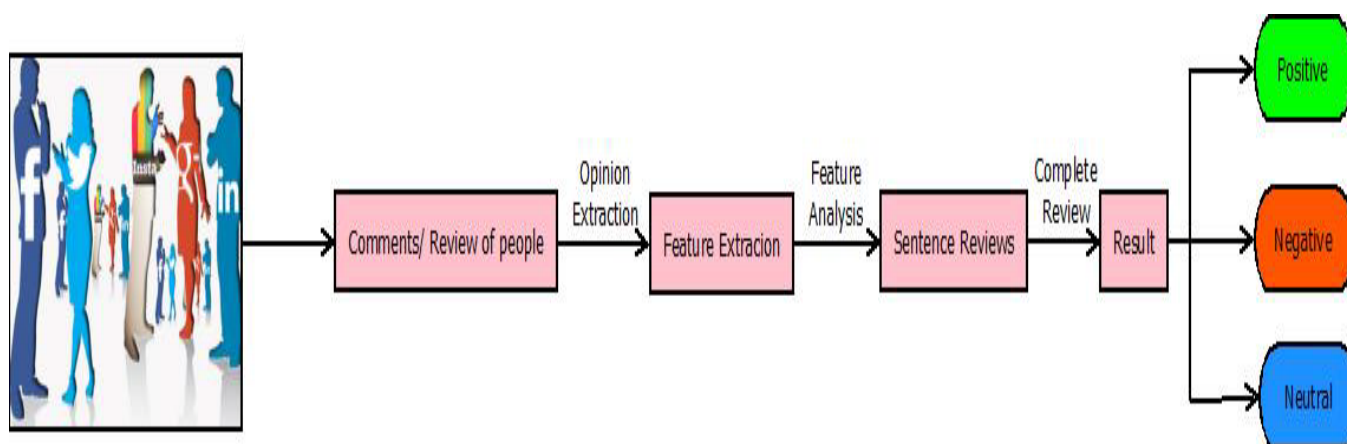 f
Insta
g+
in
Comments/ Review of people
Opinion
Extraction
Feature Extracion
Feature
Analysis
Sentence Reviews
Complete
Review
Result
Positive
Negative
Neutral